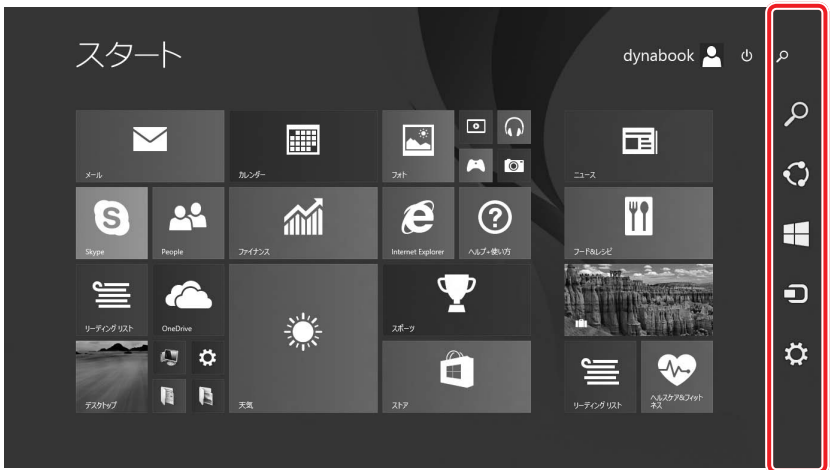 スタート
dynabook
メール
カレンダー
フォト
ニュース
Skype
People
ファイナンス
Internet Explorer
ヘルプ+使い方
フード&レシピ
リーディング リスト
OneDrive
天気
スポーツ
デスクトップ
ストア
リーディング リスト
ヘルスケア&フィット
ネス